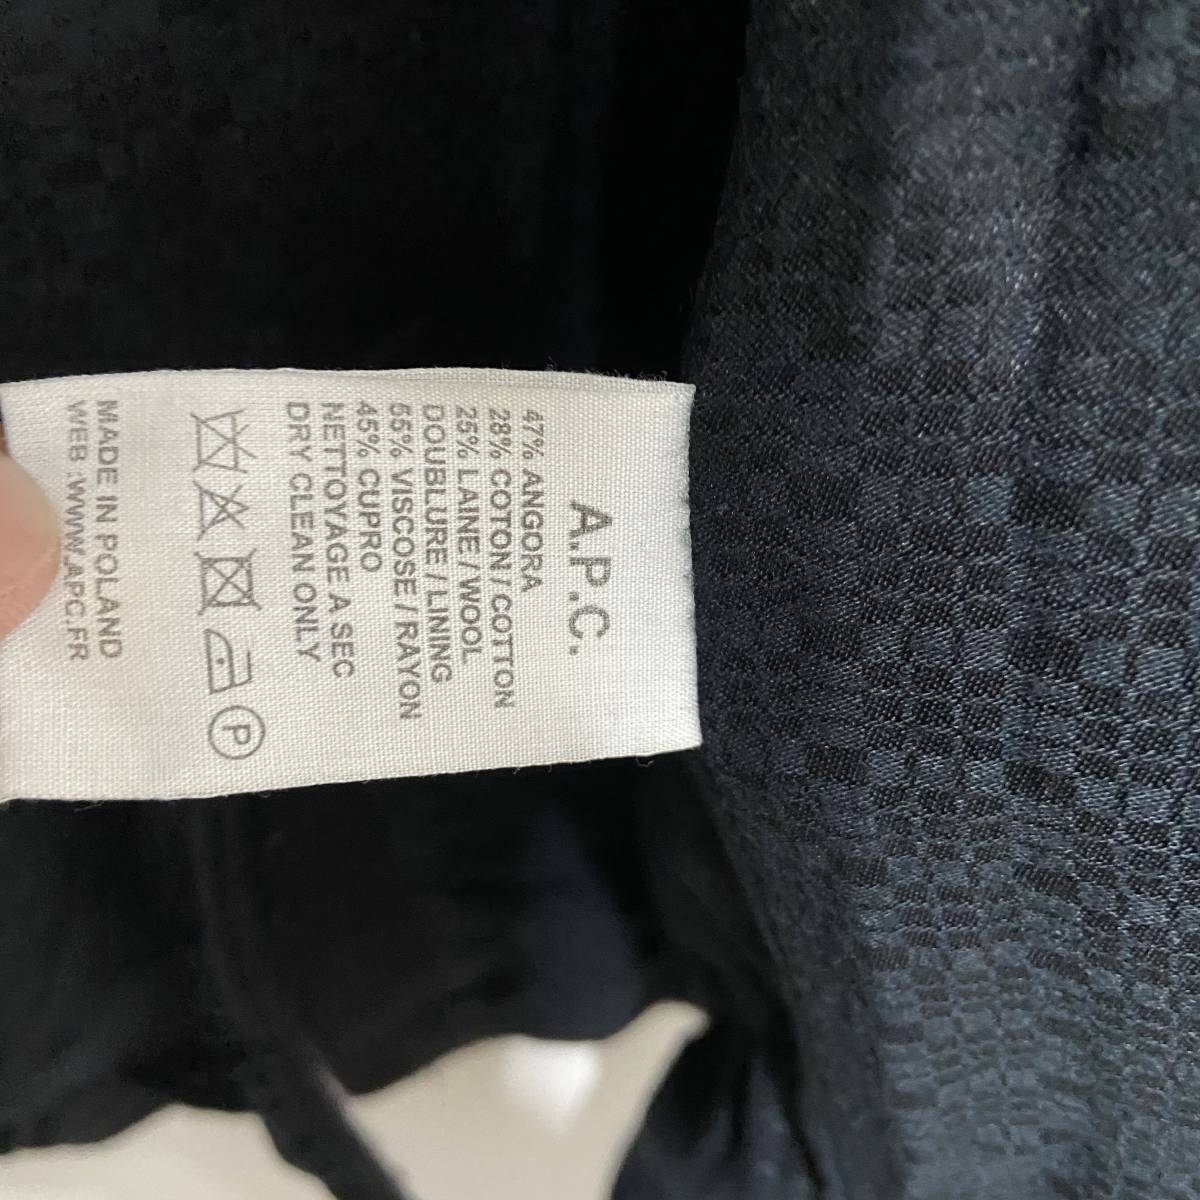 A.P.C.
47% ANGORA
28% COTON / COTTON
25% LAINE / WOOL
DOUBLURE / LINING
55% VISCOSE / RAYON
45% CUPRO
NETTOYAGE A SEC
DRY CLEAN ONLY
P
MADE IN POLAND
WEB :WWW.APC.FR